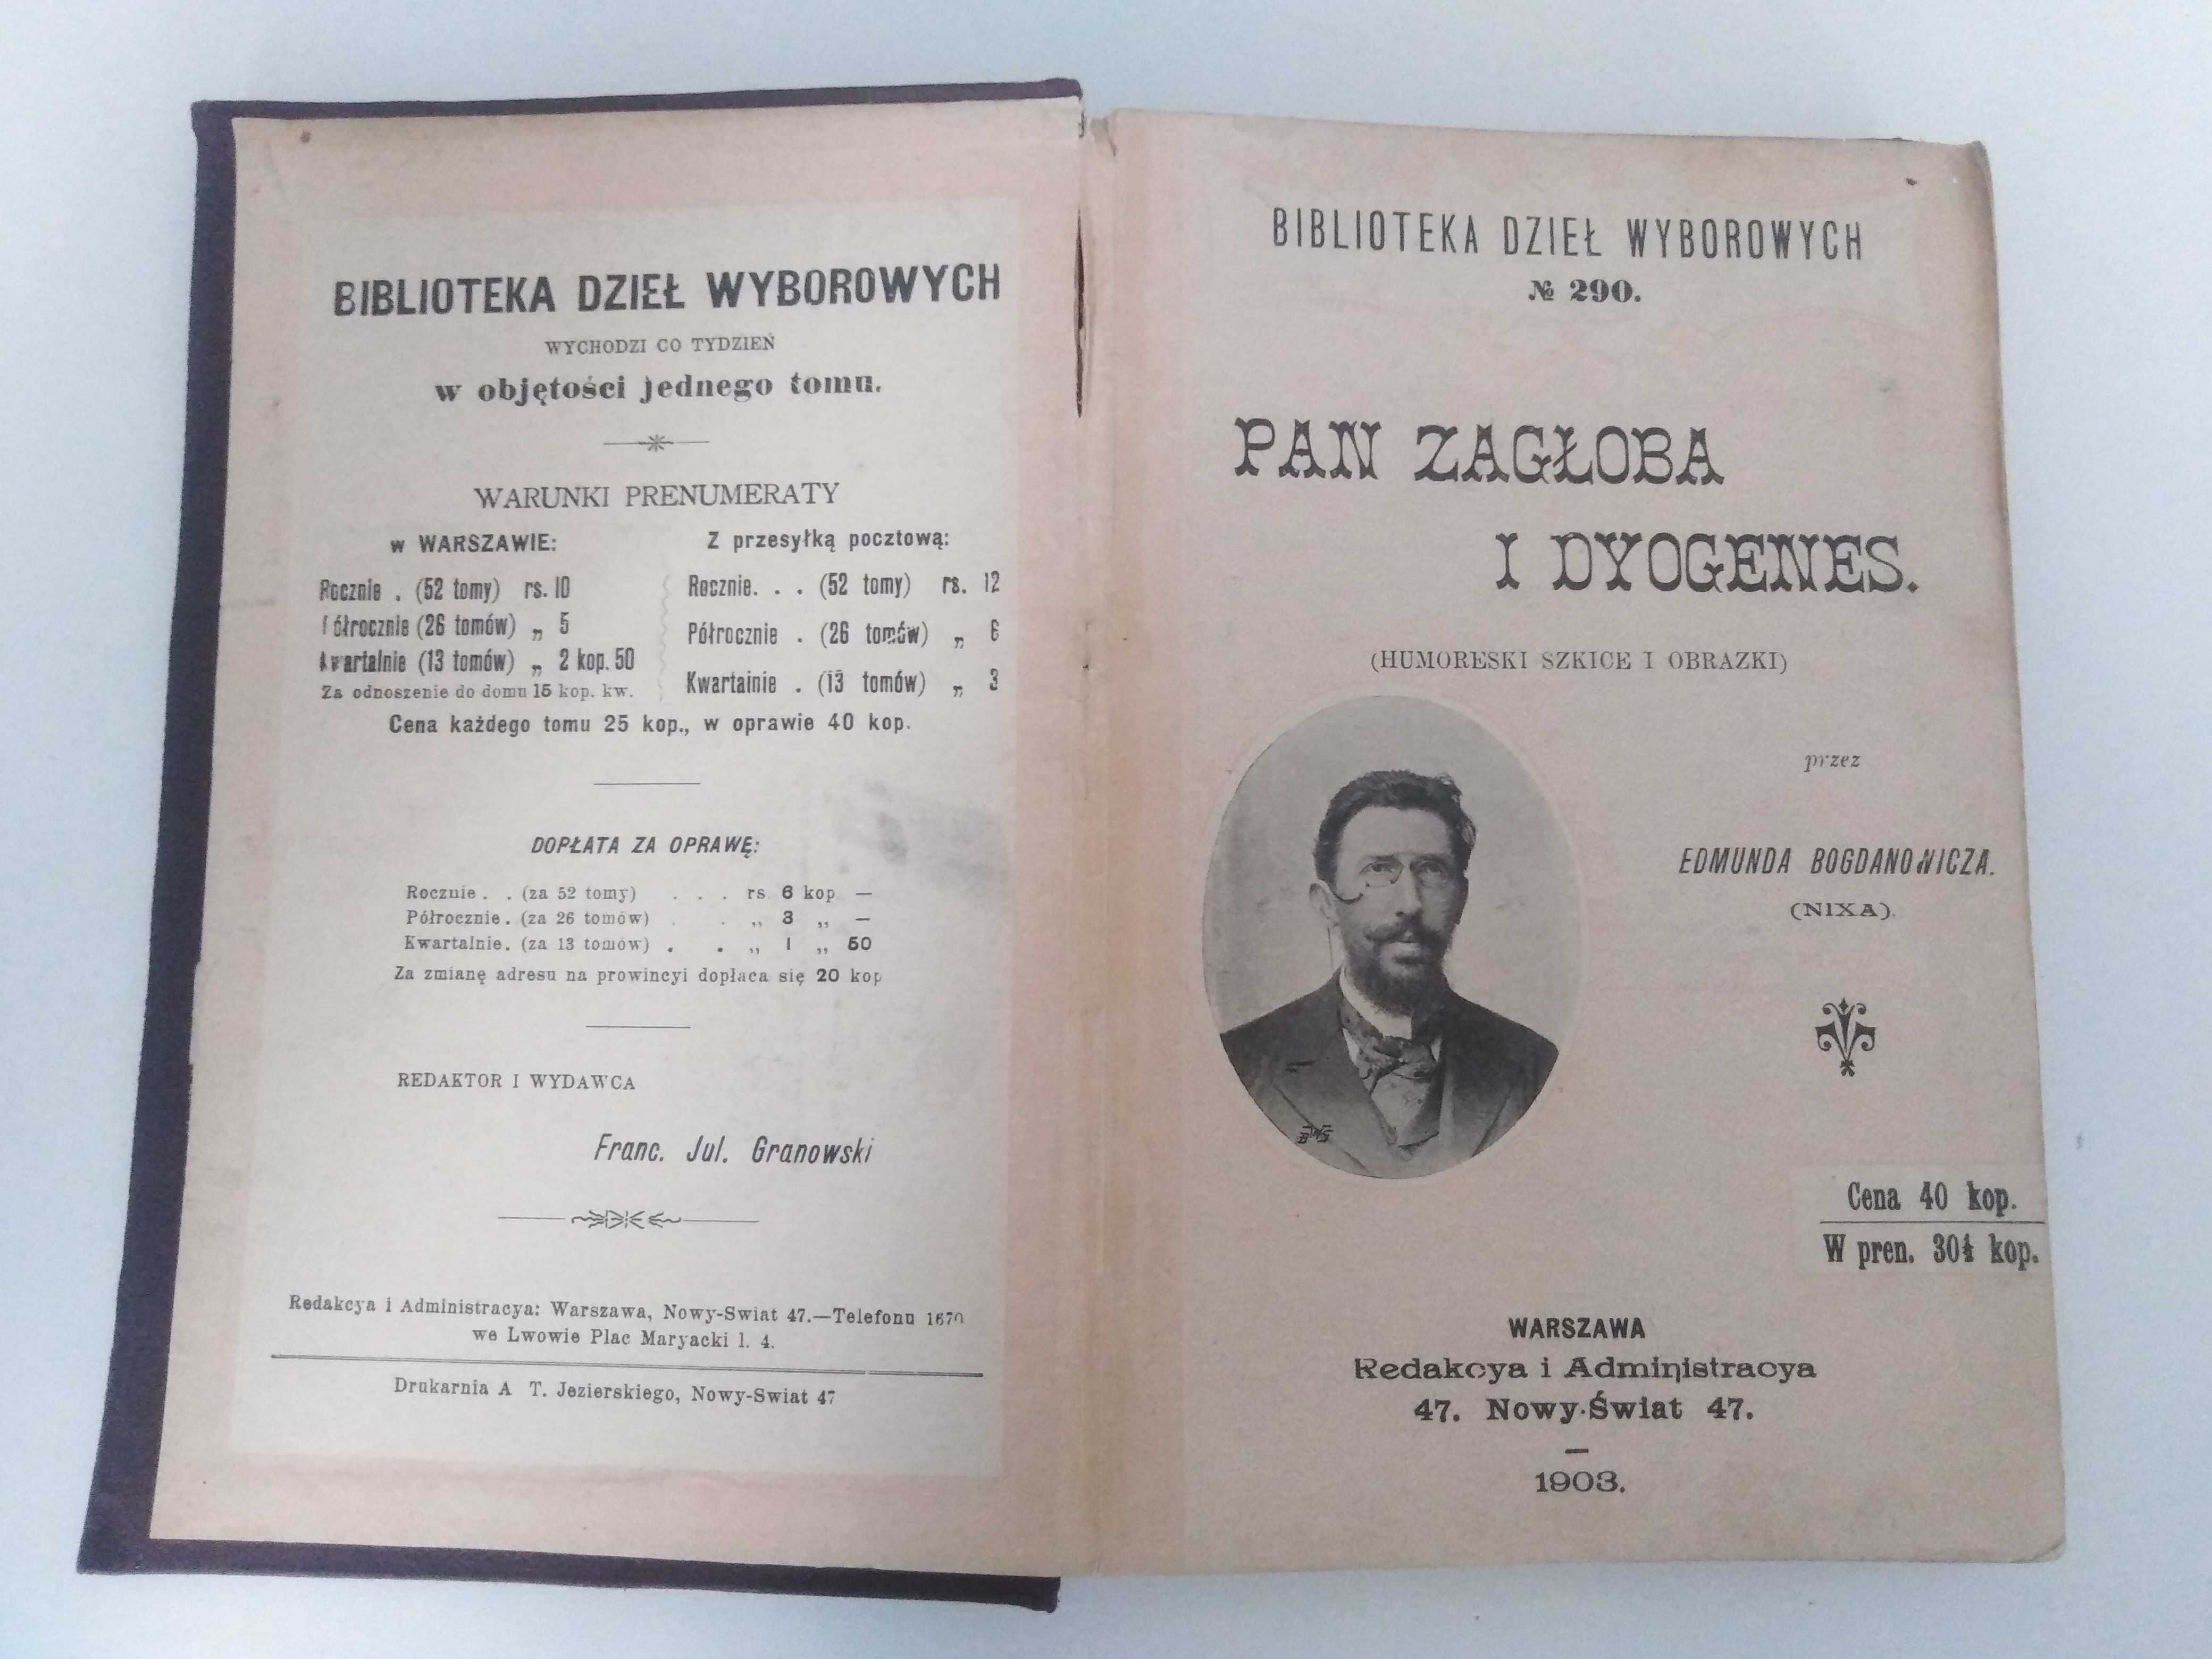 BIBLIOTEKA DZIEŁ WYBOROWYCH
WYCHODZI CO TYDZIEŃ
w objętości jednego tomu.
WARUNKI PRENUMERATY
w WARSZAWIE:
Rocznie . (52 tomy) rs. 10
Półrocznie (26 tomów) „ 5
Kwartalnie (13 tomów) „ 2 kop. 50
Za odnoszenie do domu 15 kop. kw.
Z przesyłką pocztową:
Rocznie. . . (52 tomy) rs. 12
Półrocznie . (26 tomów) „ 6
Kwartalnie . (13 tomów) „ 3
Cena każdego tomu 25 kop., w oprawie 40 kop.
DOPŁATA ZA OPRAWĘ:
Rocznie . . (za 52 tomy) . . . rs 6 kop —
Półrocznie . (za 26 tomów) . . „ 3 „ —
Kwartalnie. (za 13 tomów) . . „ 1 „ 50
Za zmianę adresu na prowincyi dopłaca się 20 kop
REDAKTOR I WYDAWCA
Franc. Jul. Granowski
Redakcya i Administracya: Warszawa, Nowy-Swiat 47.—Telefonu 1670
we Lwowie Plac Maryacki l. 4.
Drukarnia A T. Jezierskiego, Nowy-Swiat 47
BIBLIOTEKA DZIEŁ WYBOROWYCH
№ 290.
PAN ZAGŁOBA
I DYOGENES.
(HUMORESKI SZKICE I OBRAZKI)
przez
EDMUNDA BOGDANOWICZA.
(NIXA).
Cena 40 kop.
W pren. 30½ kop.
WARSZAWA
Redakcya i Administracya
47. Nowy-Świat 47.
1903.